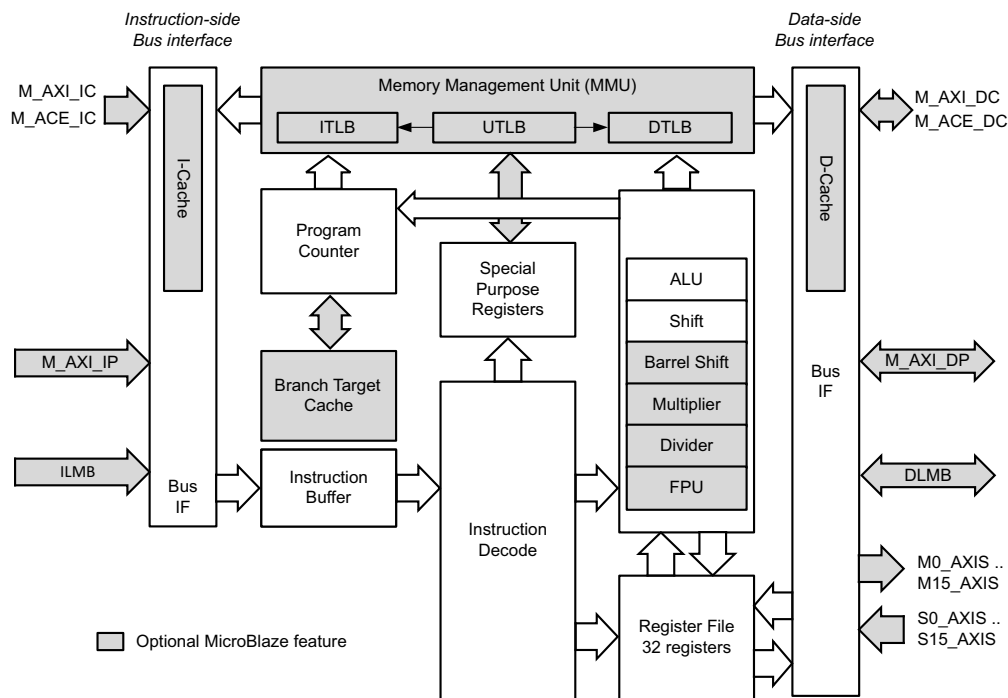 Instruction-side
Bus interface
Data-side
Bus interface
M_AXI_IC
M_ACE_IC
Memory Management Unit (MMU)
ITLB
UTLB
DTLB
M_AXI_DC
M_ACE_DC
I-Cache
D-Cache
Program
Counter
Special
Purpose
Registers
ALU
Shift
Barrel Shift
Multiplier
Divider
FPU
M_AXI_IP
Branch Target
Cache
Bus
IF
M_AXI_DP
ILMB
Bus
IF
Instruction
Buffer
Instruction
Decode
DLMB
M0_AXIS ..
M15_AXIS
Register File
32 registers
S0_AXIS ..
S15_AXIS
Optional MicroBlaze feature